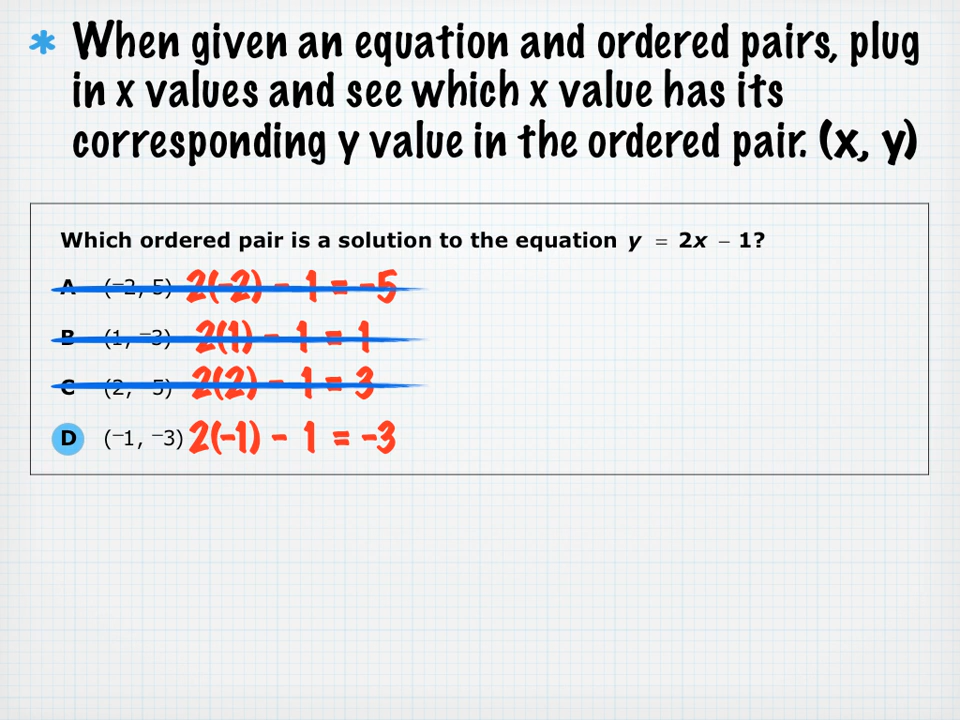 * When given an equation and ordered pairs, plug
in x values and see which x value has its
corresponding y value in the ordered pair. (x, y)
Which ordered pair is a solution to the equation y = 2x − 1?
A (⁻2, 5) 2(-2) - 1 = -5
B (1, ⁻3) 2(1) - 1 = 1
C (2, 5) 2(2) - 1 = 3
D (⁻1, ⁻3) 2(-1) - 1 = -3